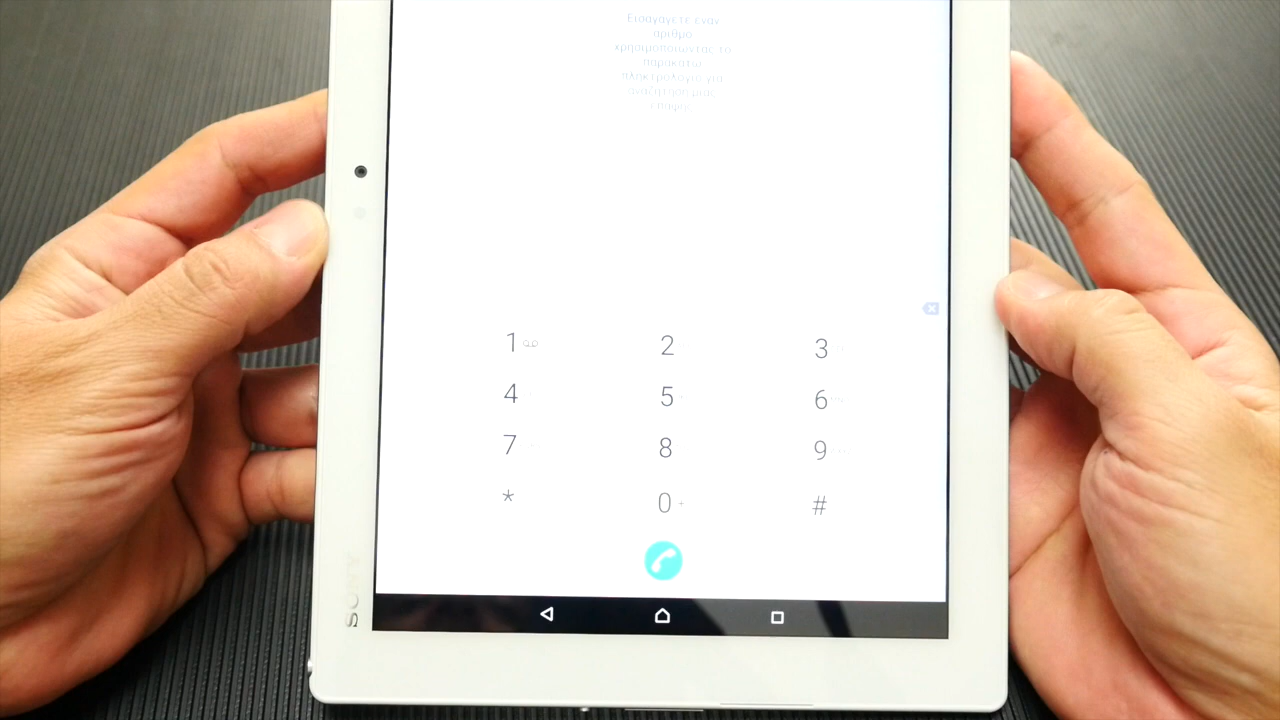 Εισαγάγετε έναν
αριθμό
χρησιμοποιώντας το
παρακάτω
πληκτρολόγιο για
αναζήτηση μιας
επαφής
1 2 3
4 5 6
7 8 9
* 0 + #
SONY